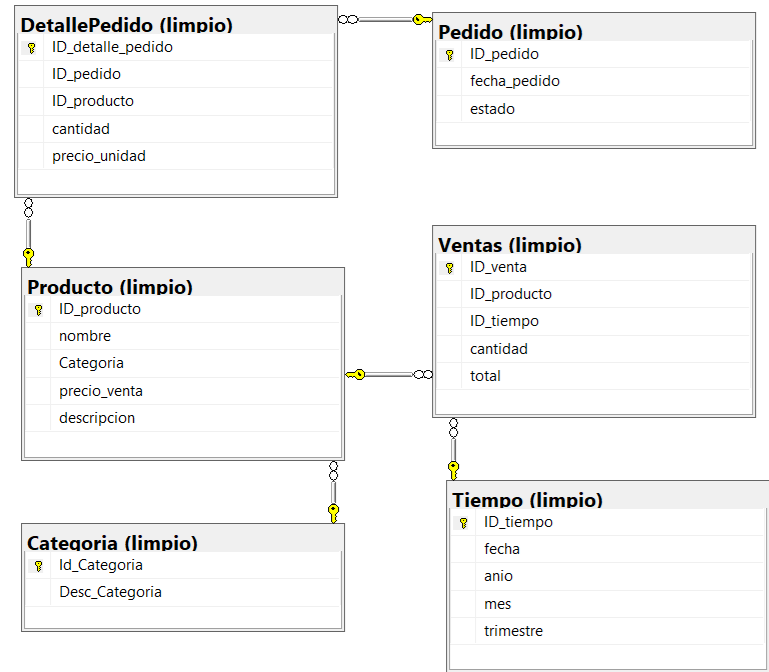 DetallePedido (limpio)
ID_detalle_pedido
ID_pedido
ID_producto
cantidad
precio_unidad
Pedido (limpio)
ID_pedido
fecha_pedido
estado
Producto (limpio)
ID_producto
nombre
Categoria
precio_venta
descripcion
Ventas (limpio)
ID_venta
ID_producto
ID_tiempo
cantidad
total
Categoria (limpio)
Id_Categoria
Desc_Categoria
Tiempo (limpio)
ID_tiempo
fecha
anio
mes
trimestre